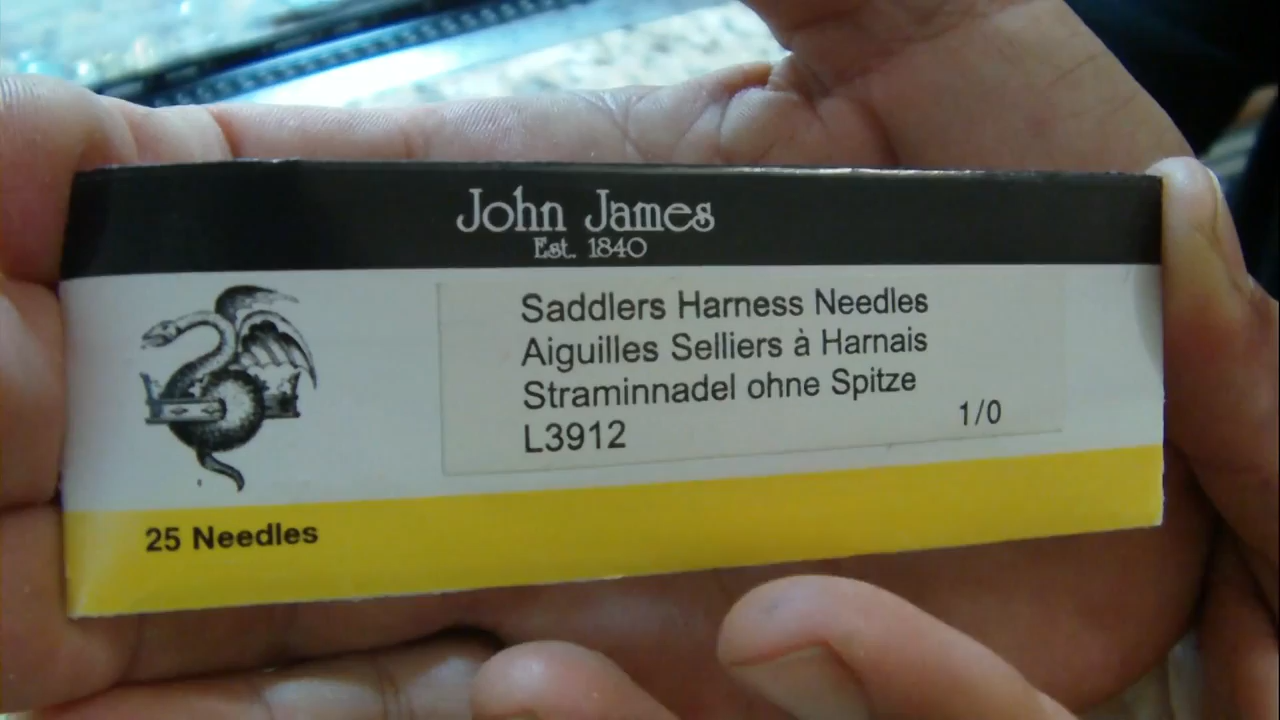 John James
Est. 1840
Saddlers Harness Needles
Aiguilles Selliers à Harnais
Straminnadel ohne Spitze
L3912
1/0
25 Needles